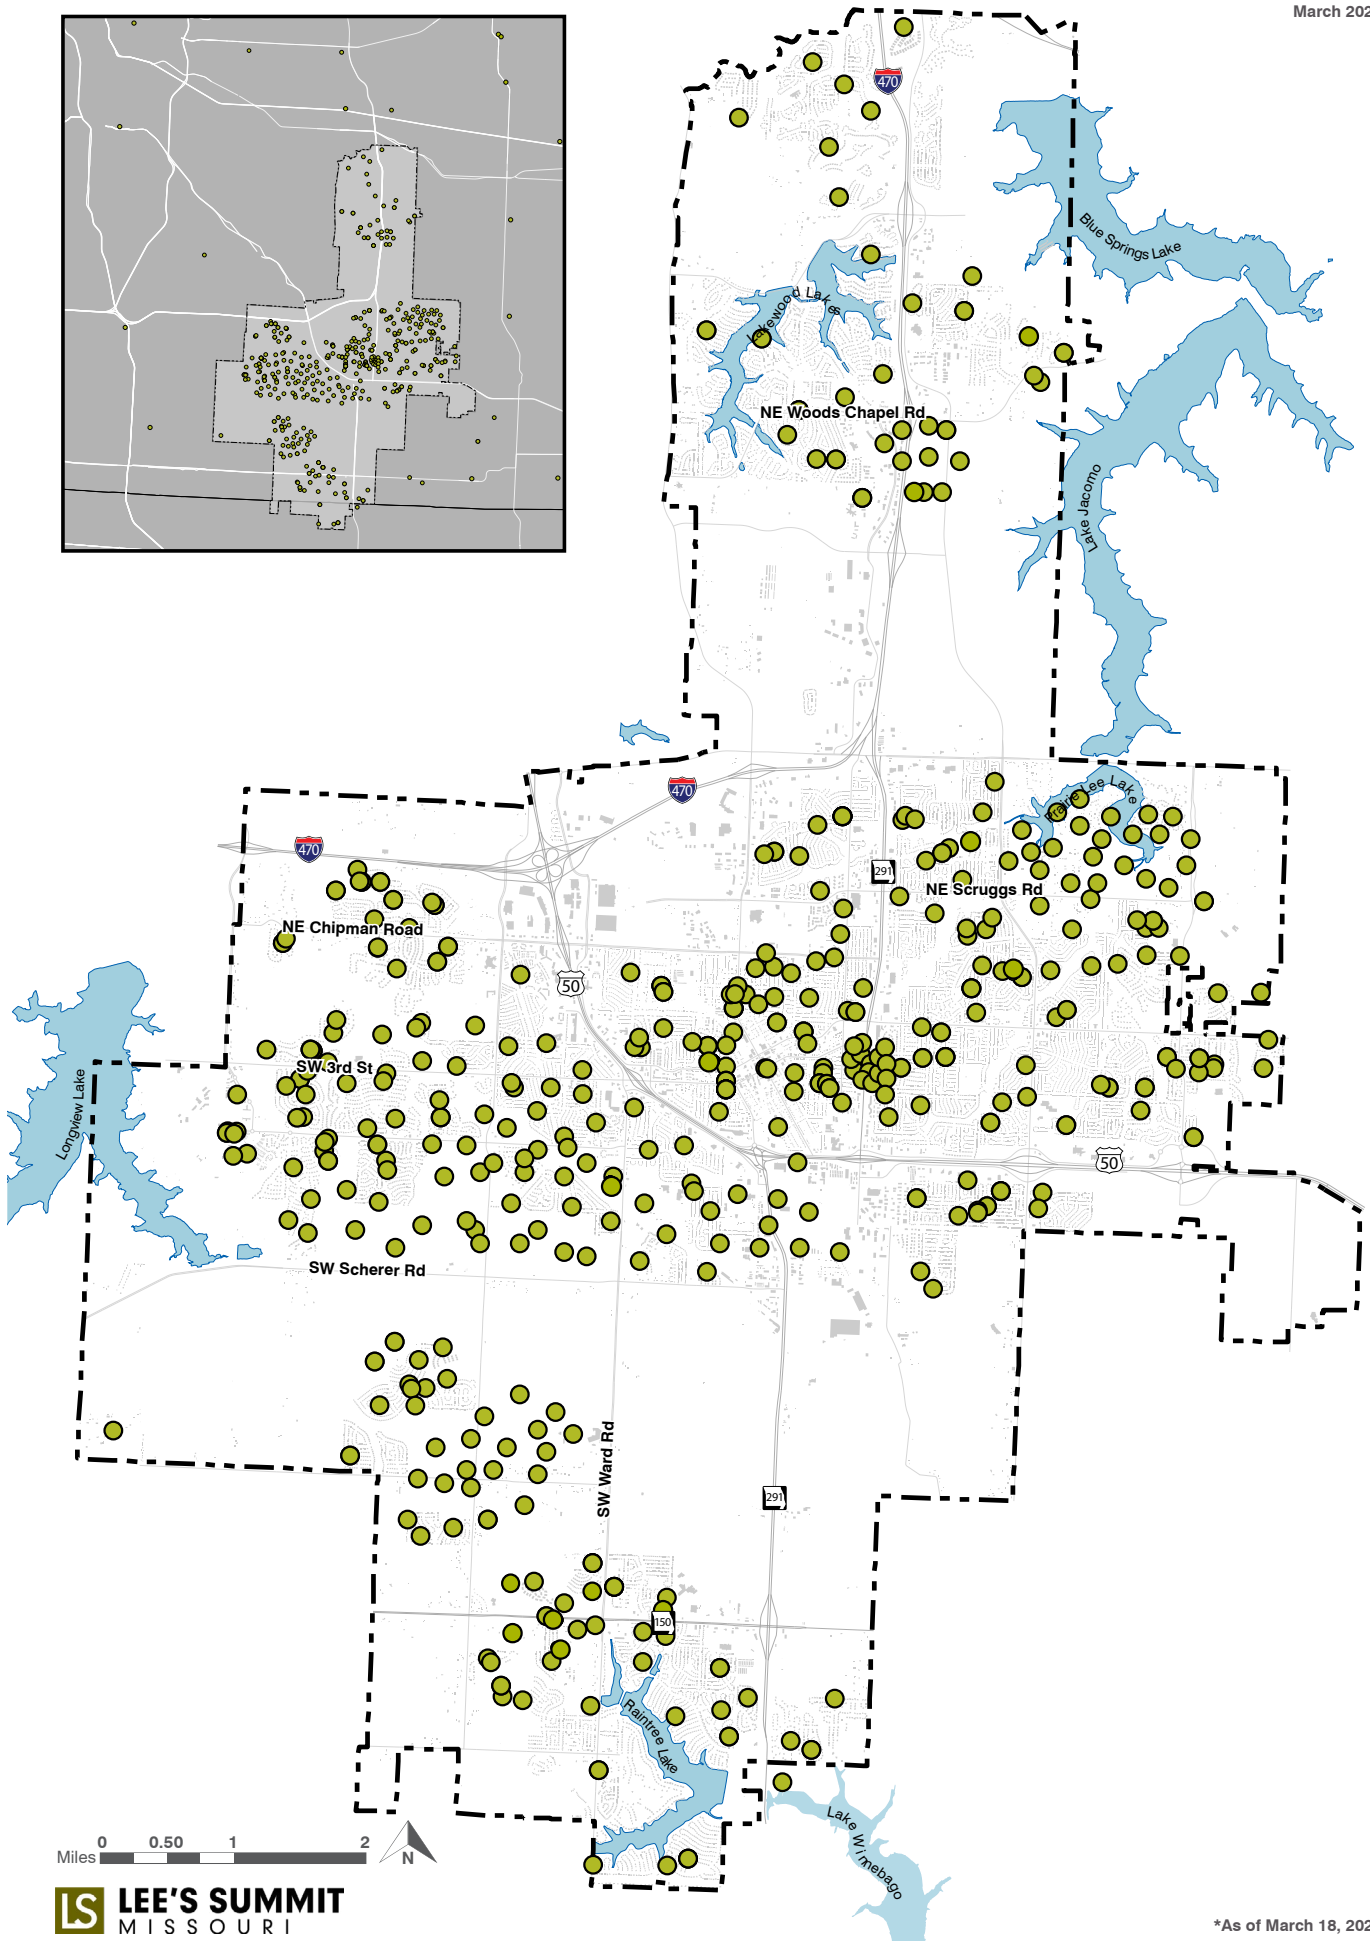 March 202
470
Blue Springs Lake
Lakewood Lakes
NE Woods Chapel Rd
Lake Jacomo
470
Prairie Lee Lake
470
291
NE Scruggs Rd
NE Chipman Road
50
SW 3rd St
Longview Lake
50
SW Scherer Rd
SW Ward Rd
291
150
Raintree Lake
Lake Winnebago
0 0.50 1 2
Miles
N
LS LEE'S SUMMIT
MISSOURI
*As of March 18, 202